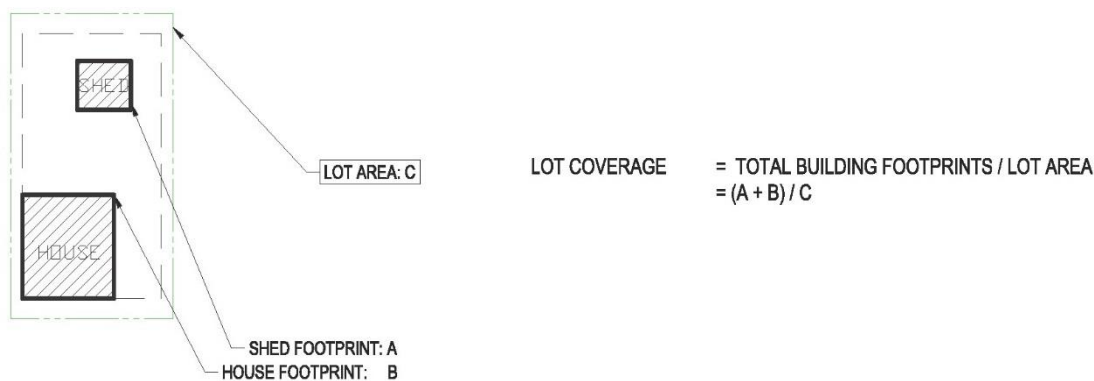 SHED
HOUSE
LOT AREA: C
SHED FOOTPRINT: A
HOUSE FOOTPRINT: B
LOT COVERAGE = TOTAL BUILDING FOOTPRINTS / LOT AREA
= (A + B) / C